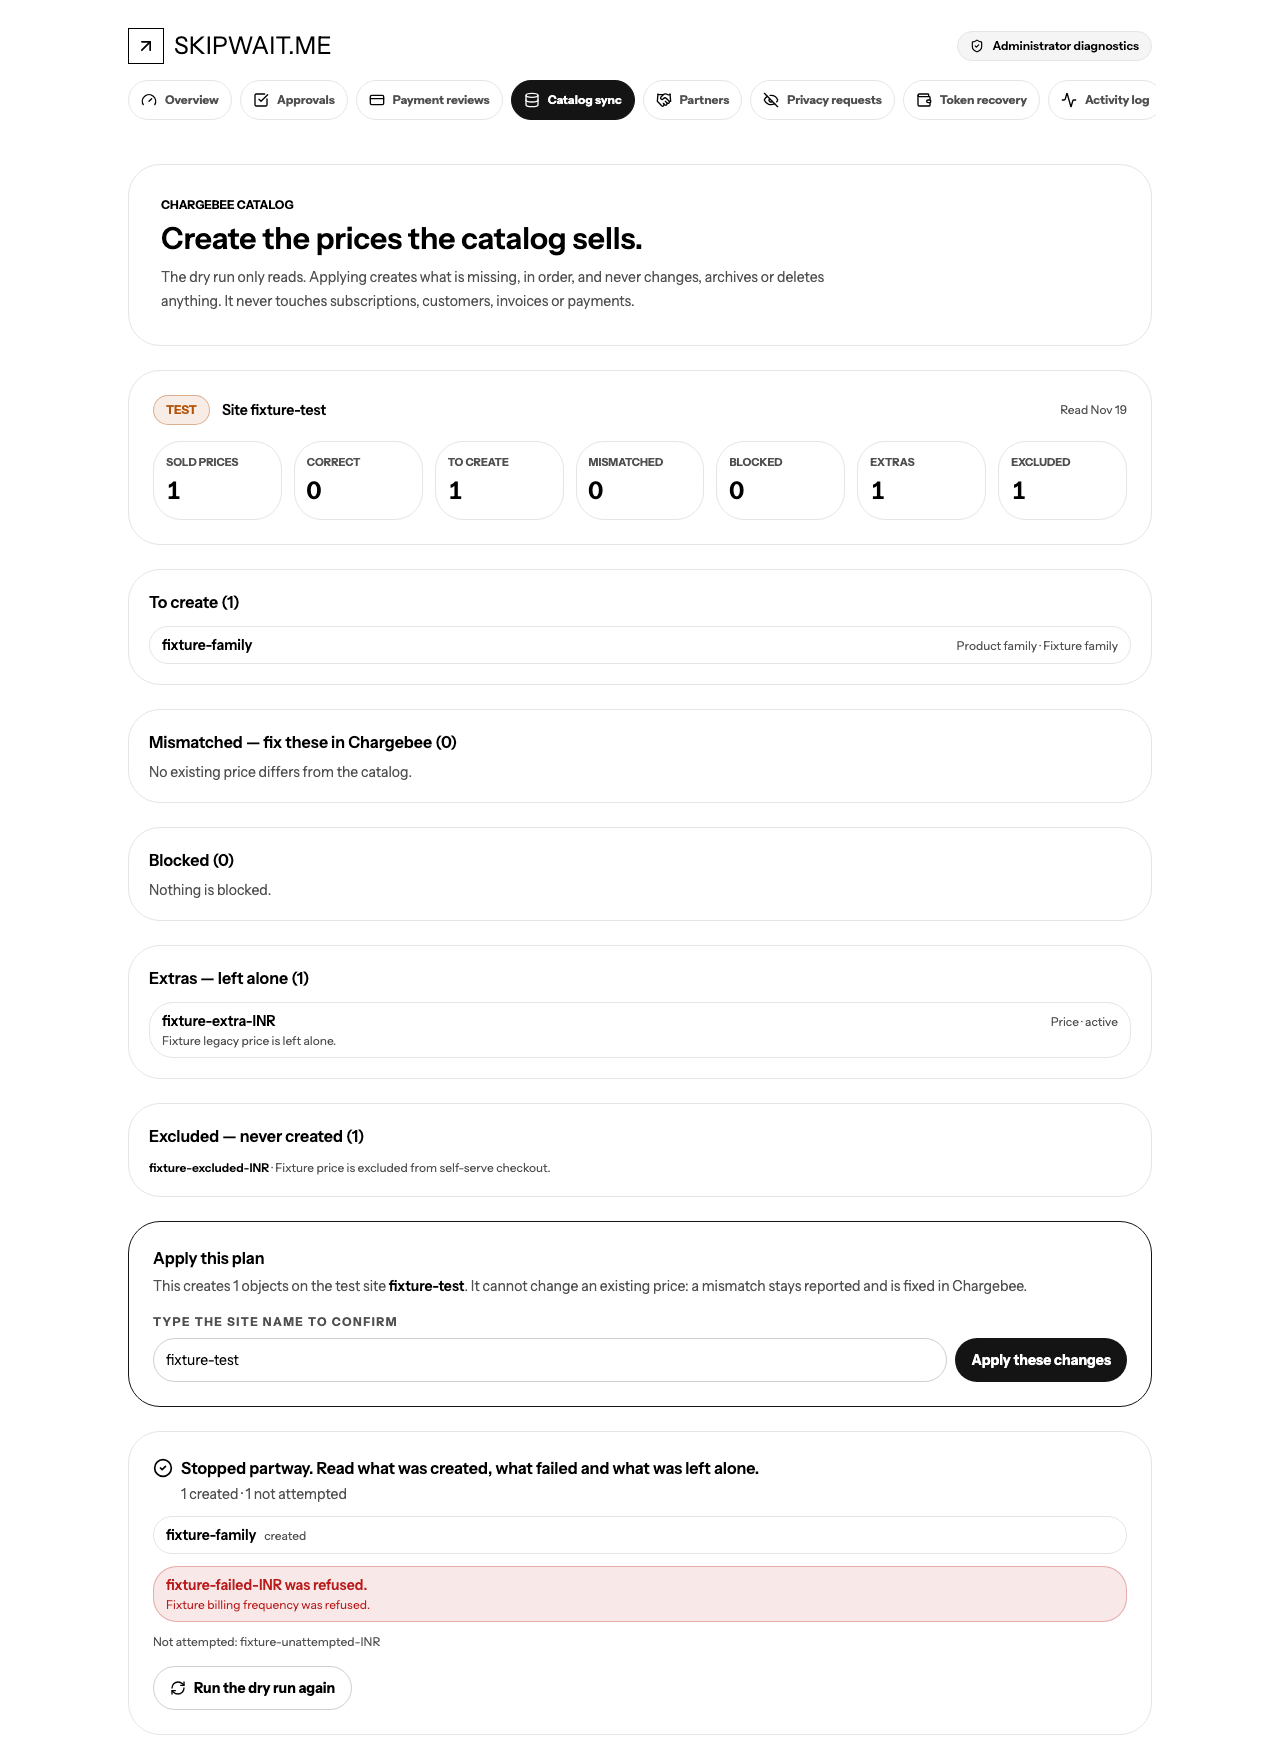 SKIPWAIT.ME
Administrator diagnostics
Overview
Approvals
Payment reviews
Catalog sync
Partners
Privacy requests
Token recovery
Activity log
CHARGEBEE CATALOG
Create the prices the catalog sells.
The dry run only reads. Applying creates what is missing, in order, and never changes, archives or deletes
anything. It never touches subscriptions, customers, invoices or payments.
TEST Site fixture-test Read Nov 19
SOLD PRICES
1
CORRECT
0
TO CREATE
1
MISMATCHED
0
BLOCKED
0
EXTRAS
1
EXCLUDED
1
To create (1)
fixture-family Product family · Fixture family
Mismatched — fix these in Chargebee (0)
No existing price differs from the catalog.
Blocked (0)
Nothing is blocked.
Extras — left alone (1)
fixture-extra-INR Price · active
Fixture legacy price is left alone.
Excluded — never created (1)
fixture-excluded-INR · Fixture price is excluded from self-serve checkout.
Apply this plan
This creates 1 objects on the test site fixture-test. It cannot change an existing price: a mismatch stays reported and is fixed in Chargebee.
TYPE THE SITE NAME TO CONFIRM
fixture-test
Apply these changes
Stopped partway. Read what was created, what failed and what was left alone.
1 created · 1 not attempted
fixture-family created
fixture-failed-INR was refused.
Fixture billing frequency was refused.
Not attempted: fixture-unattempted-INR
Run the dry run again